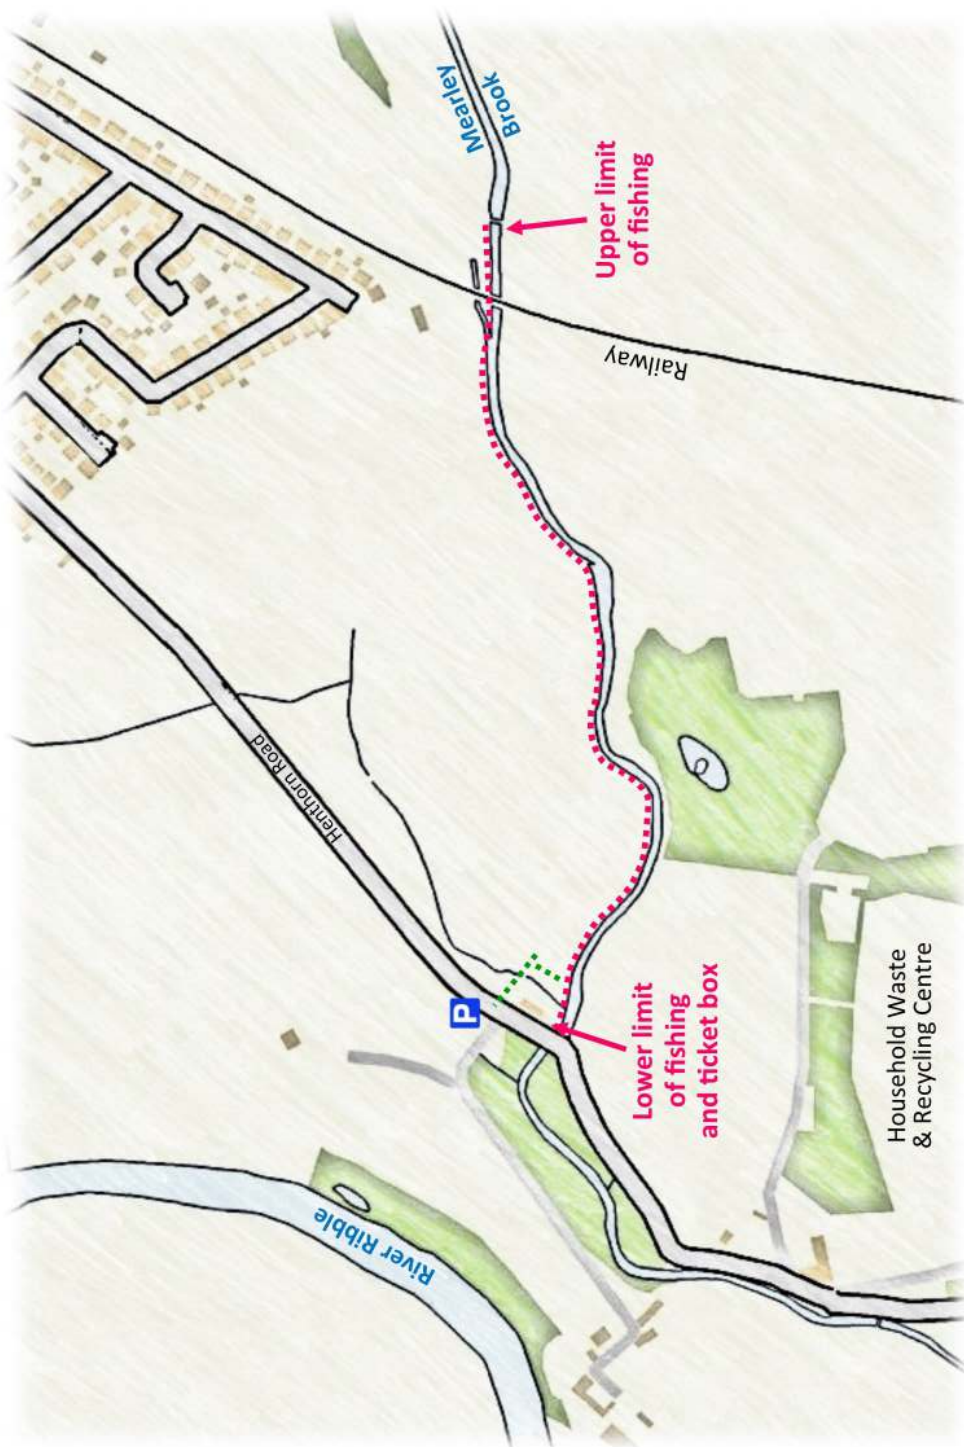 Mearley
Brook
Upper limit
of fishing
Railway
Henthorn Road
P
Lower limit
of fishing
and ticket box
Household Waste
& Recycling Centre
River Ribble